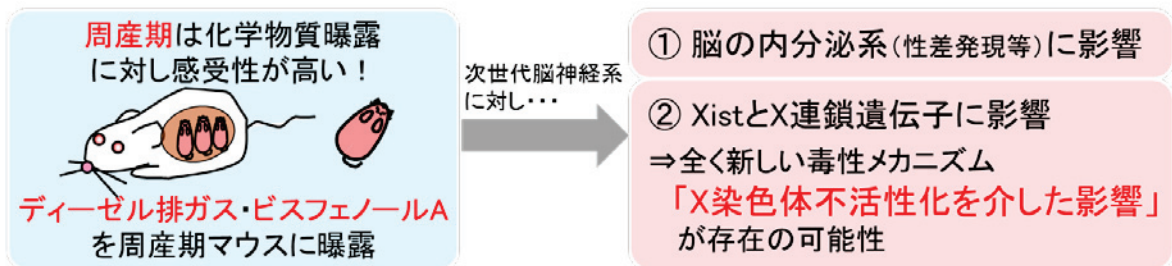 周産期は化学物質曝露
に対し感受性が高い！
ディーゼル排ガス・ビスフェノールA
を周産期マウスに曝露
次世代脳神経系
に対し・・・
① 脳の内分泌系(性差発現等)に影響
② XistとX連鎖遺伝子に影響
⇒全く新しい毒性メカニズム
「X染色体不活性化を介した影響」
が存在の可能性